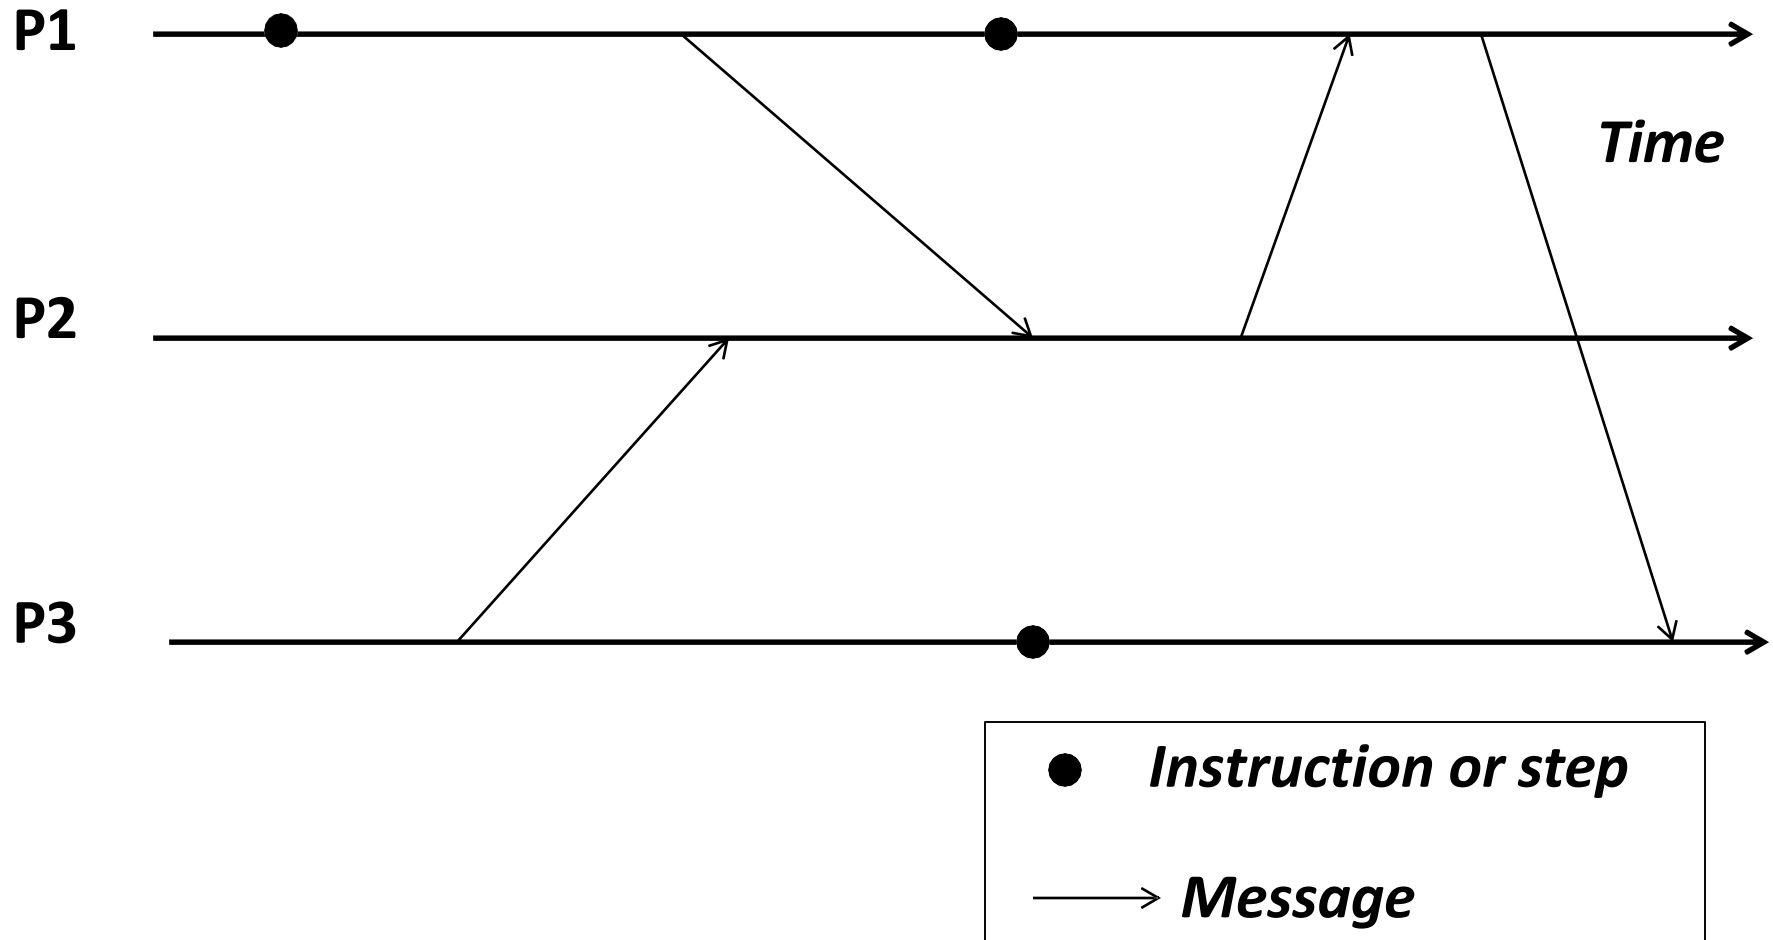 P1
Time
P2
P3
Instruction or step
Message